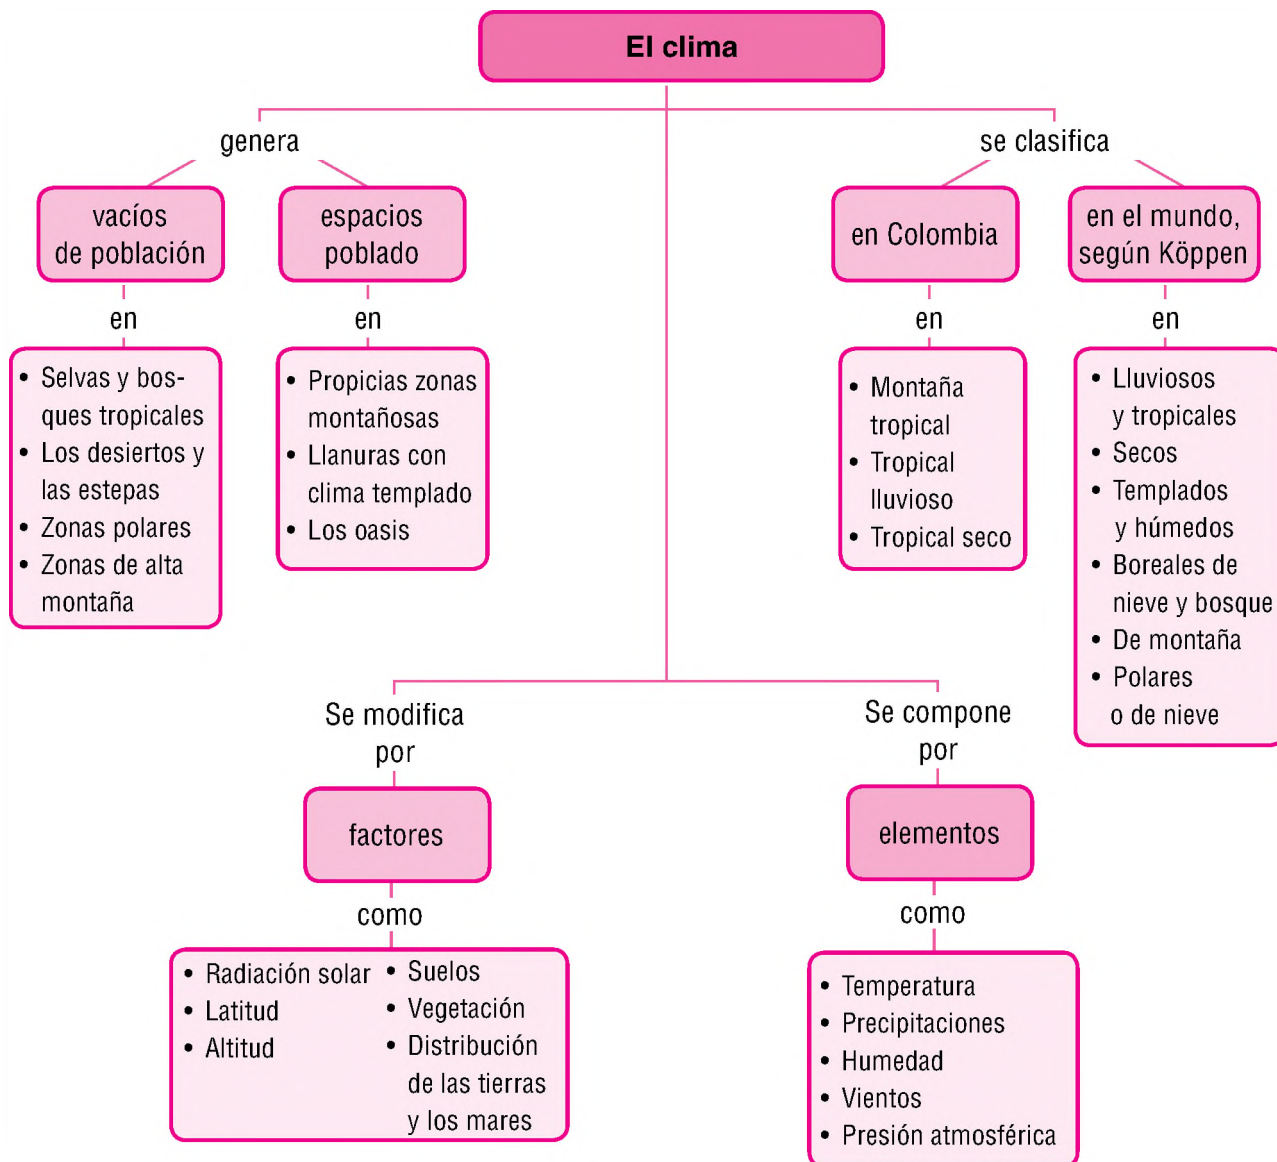 El clima
genera
vacíos
de población
en
• Selvas y bos-
ques tropicales
• Los desiertos y
las estepas
• Zonas polares
• Zonas de alta
montaña
espacios
poblado
en
• Propicias zonas
montañosas
• Llanuras con
clima templado
• Los oasis
se clasifica
en Colombia
en
• Montaña
tropical
• Tropical
lluvioso
• Tropical seco
en el mundo,
según Köppen
en
• Lluviosos
y tropicales
• Secos
• Templados
y húmedos
• Boreales de
nieve y bosque
• De montaña
• Polares
o de nieve
Se modifica
por
factores
como
• Radiación solar
• Latitud
• Altitud
• Suelos
• Vegetación
• Distribución
de las tierras
y los mares
Se compone
por
elementos
como
• Temperatura
• Precipitaciones
• Humedad
• Vientos
• Presión atmosférica